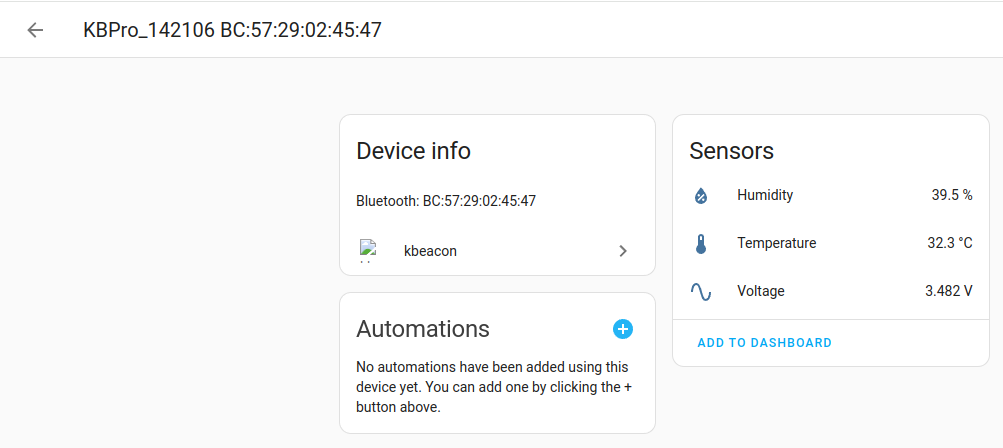 KBPro_142106 BC:57:29:02:45:47
Device info
Bluetooth: BC:57:29:02:45:47
kbeacon
Automations
No automations have been added using this
device yet. You can add one by clicking the +
button above.
Sensors
Humidity 39.5 %
Temperature 32.3 °C
Voltage 3.482 V
ADD TO DASHBOARD